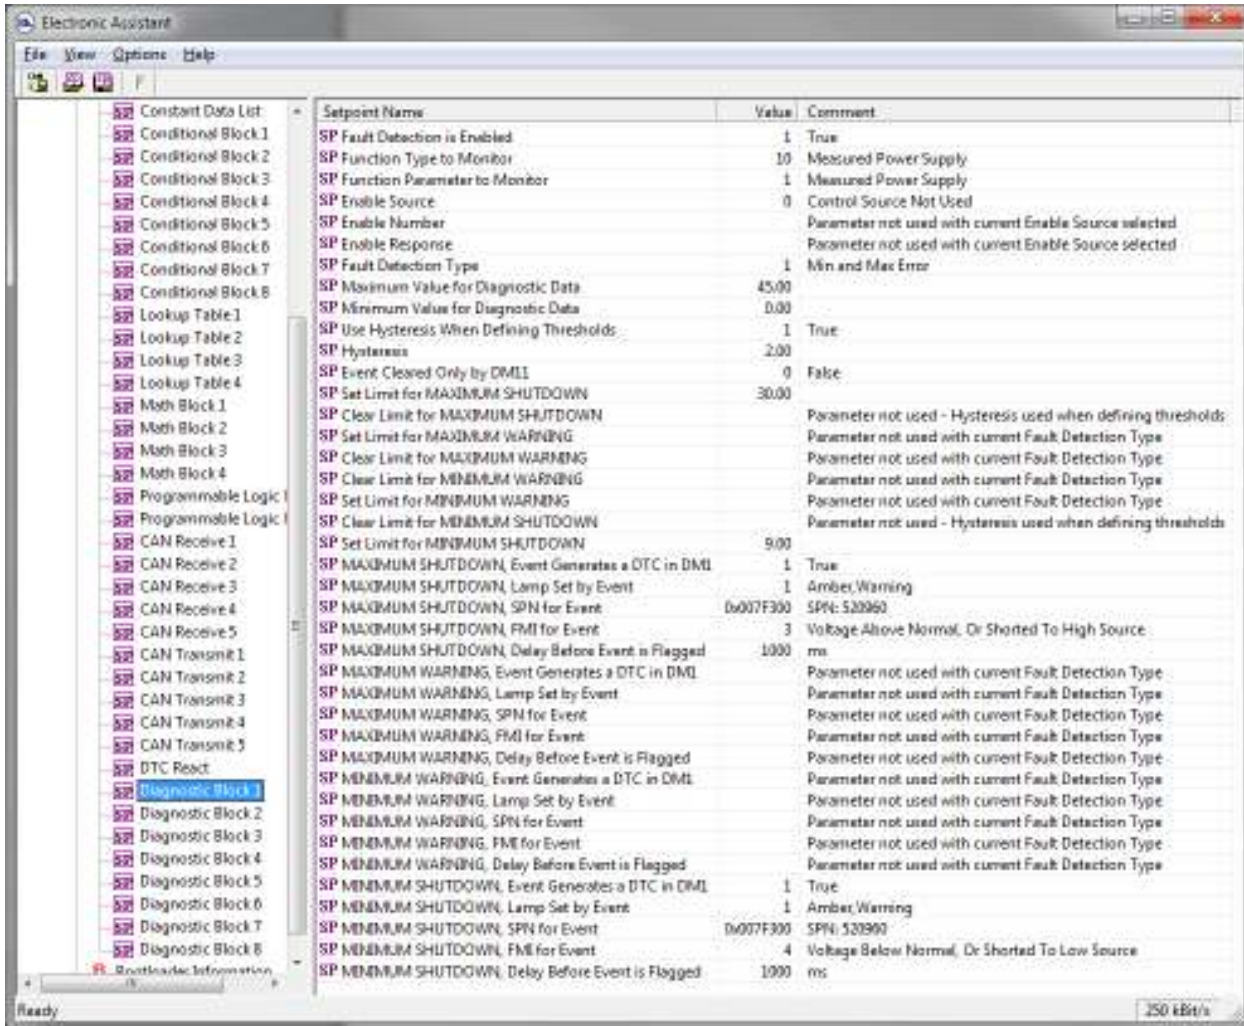 Electronic Assistant
File View Options Help
Constant Data List
Conditional Block 1
Conditional Block 2
Conditional Block 3
Conditional Block 4
Conditional Block 5
Conditional Block 6
Conditional Block 7
Conditional Block 8
Lookup Table 1
Lookup Table 2
Lookup Table 3
Lookup Table 4
Math Block 1
Math Block 2
Math Block 3
Math Block 4
Programmable Logic
Programmable Logic
CAN Receive 1
CAN Receive 2
CAN Receive 3
CAN Receive 4
CAN Receive 5
CAN Transmit 1
CAN Transmit 2
CAN Transmit 3
CAN Transmit 4
CAN Transmit 5
DTC React
Diagnostic Block 1
Diagnostic Block 2
Diagnostic Block 3
Diagnostic Block 4
Diagnostic Block 5
Diagnostic Block 6
Diagnostic Block 7
Diagnostic Block 8
Bootloader Information
Setpoint Name Value Comment
SP Fault Detection is Enabled 1 True
SP Function Type to Monitor 10 Measured Power Supply
SP Function Parameter to Monitor 1 Measured Power Supply
SP Enable Source 0 Control Source Not Used
SP Enable Number Parameter not used with current Enable Source selected
SP Enable Response Parameter not used with current Enable Source selected
SP Fault Detection Type 1 Min and Max Error
SP Maximum Value for Diagnostic Data 45.00
SP Minimum Value for Diagnostic Data 0.00
SP Use Hysteresis When Defining Thresholds 1 True
SP Hysteresis 2.00
SP Event Cleared Only by DM11 0 False
SP Set Limit for MAXIMUM SHUTDOWN 30.00
SP Clear Limit for MAXIMUM SHUTDOWN Parameter not used - Hysteresis used when defining thresholds
SP Set Limit for MAXIMUM WARNING Parameter not used with current Fault Detection Type
SP Clear Limit for MAXIMUM WARNING Parameter not used with current Fault Detection Type
SP Clear Limit for MINIMUM WARNING Parameter not used with current Fault Detection Type
SP Set Limit for MINIMUM WARNING Parameter not used with current Fault Detection Type
SP Clear Limit for MINIMUM SHUTDOWN Parameter not used - Hysteresis used when defining thresholds
SP Set Limit for MINIMUM SHUTDOWN 9.00
SP MAXIMUM SHUTDOWN, Event Generates a DTC in DM1 1 True
SP MAXIMUM SHUTDOWN, Lamp Set by Event 1 Amber,Warning
SP MAXIMUM SHUTDOWN, SPN for Event 0x007F300 SPN: 520960
SP MAXIMUM SHUTDOWN, FMI for Event 3 Voltage Above Normal, Or Shorted To High Source
SP MAXIMUM SHUTDOWN, Delay Before Event is Flagged 1000 ms
SP MAXIMUM WARNING, Event Generates a DTC in DM1 Parameter not used with current Fault Detection Type
SP MAXIMUM WARNING, Lamp Set by Event Parameter not used with current Fault Detection Type
SP MAXIMUM WARNING, SPN for Event Parameter not used with current Fault Detection Type
SP MAXIMUM WARNING, FMI for Event Parameter not used with current Fault Detection Type
SP MAXIMUM WARNING, Delay Before Event is Flagged Parameter not used with current Fault Detection Type
SP MINIMUM WARNING, Event Generates a DTC in DM1 Parameter not used with current Fault Detection Type
SP MINIMUM WARNING, Lamp Set by Event Parameter not used with current Fault Detection Type
SP MINIMUM WARNING, SPN for Event Parameter not used with current Fault Detection Type
SP MINIMUM WARNING, FMI for Event Parameter not used with current Fault Detection Type
SP MINIMUM WARNING, Delay Before Event is Flagged Parameter not used with current Fault Detection Type
SP MINIMUM SHUTDOWN, Event Generates a DTC in DM1 1 True
SP MINIMUM SHUTDOWN, Lamp Set by Event 1 Amber,Warning
SP MINIMUM SHUTDOWN, SPN for Event 0x007F300 SPN: 520960
SP MINIMUM SHUTDOWN, FMI for Event 4 Voltage Below Normal, Or Shorted To Low Source
SP MINIMUM SHUTDOWN, Delay Before Event is Flagged 1000 ms
Ready 250 kBit/s